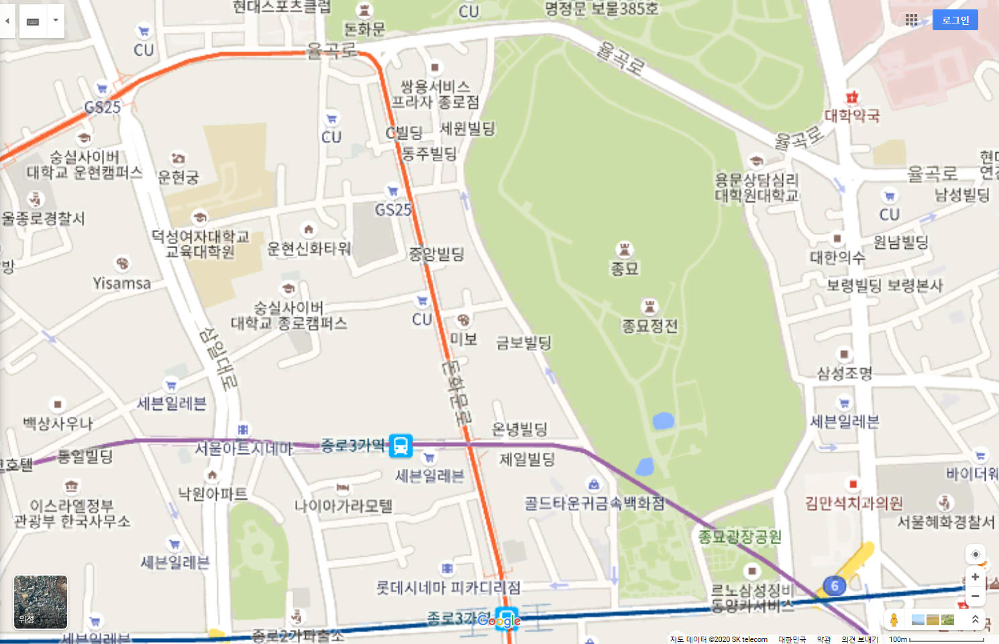 현대스포츠클럽
CU
명정문 보물385호
돈화문
로그인
CU
율곡로
율곡로
GS25
쌍용서비스
프라자 종로점
대학약국
C빌딩
세원빌딩
CU
율곡로
동주빌딩
숭실사이버
대학교 운현캠퍼스
운현궁
용문상담심리
대학원대학교
율곡로
남성빌딩
GS25
CU
울종로경찰서
덕성여자대학교
교육대학원
운현신화타워
중앙빌딩
원남빌딩
대한의수
종묘
방
Yisamsa
보령빌딩 보령본사
숭실사이버
대학교 종로캠퍼스
CU
종묘정전
미보
금보빌딩
삼일대로
삼성조명
돈화문로
세븐일레븐
백상사우나
세븐일레븐
온녕빌딩
서울아트시네마
종로3가역
통일빌딩
호텔
제일빌딩
세븐일레븐
바이더웨
낙원아파트
나이아가라모텔
골드타운귀금속백화점
김만석치과의원
이스라엘정부
관광부 한국사무소
서울혜화경찰서
종묘광장공원
세븐일레븐
롯데시네마 피카디리점
6
르노삼성정비
동양카서비스
위성
종로3가역
Google
종로2가파출소
세븐일레븐
지도 데이터 ©2020 SK telecom
대한민국
약관
의견 보내기
100m